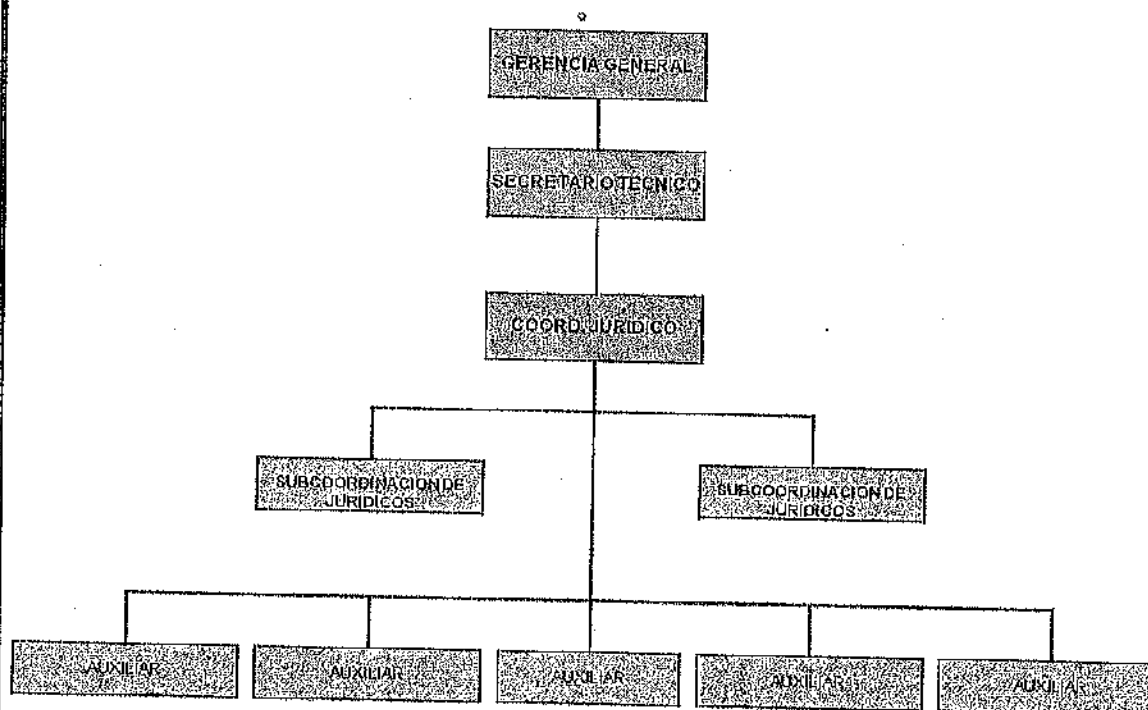 GERENCIA GENERAL
SECRETARIO TECNICO
COORD. JURIDICO
SUBCOORDINACION DE
JURIDICOS
SUBCOORDINACION DE
JURIDICOS
AUXILIAR
AUXILIAR
AUXILIAR
AUXILIAR
AUXILIAR